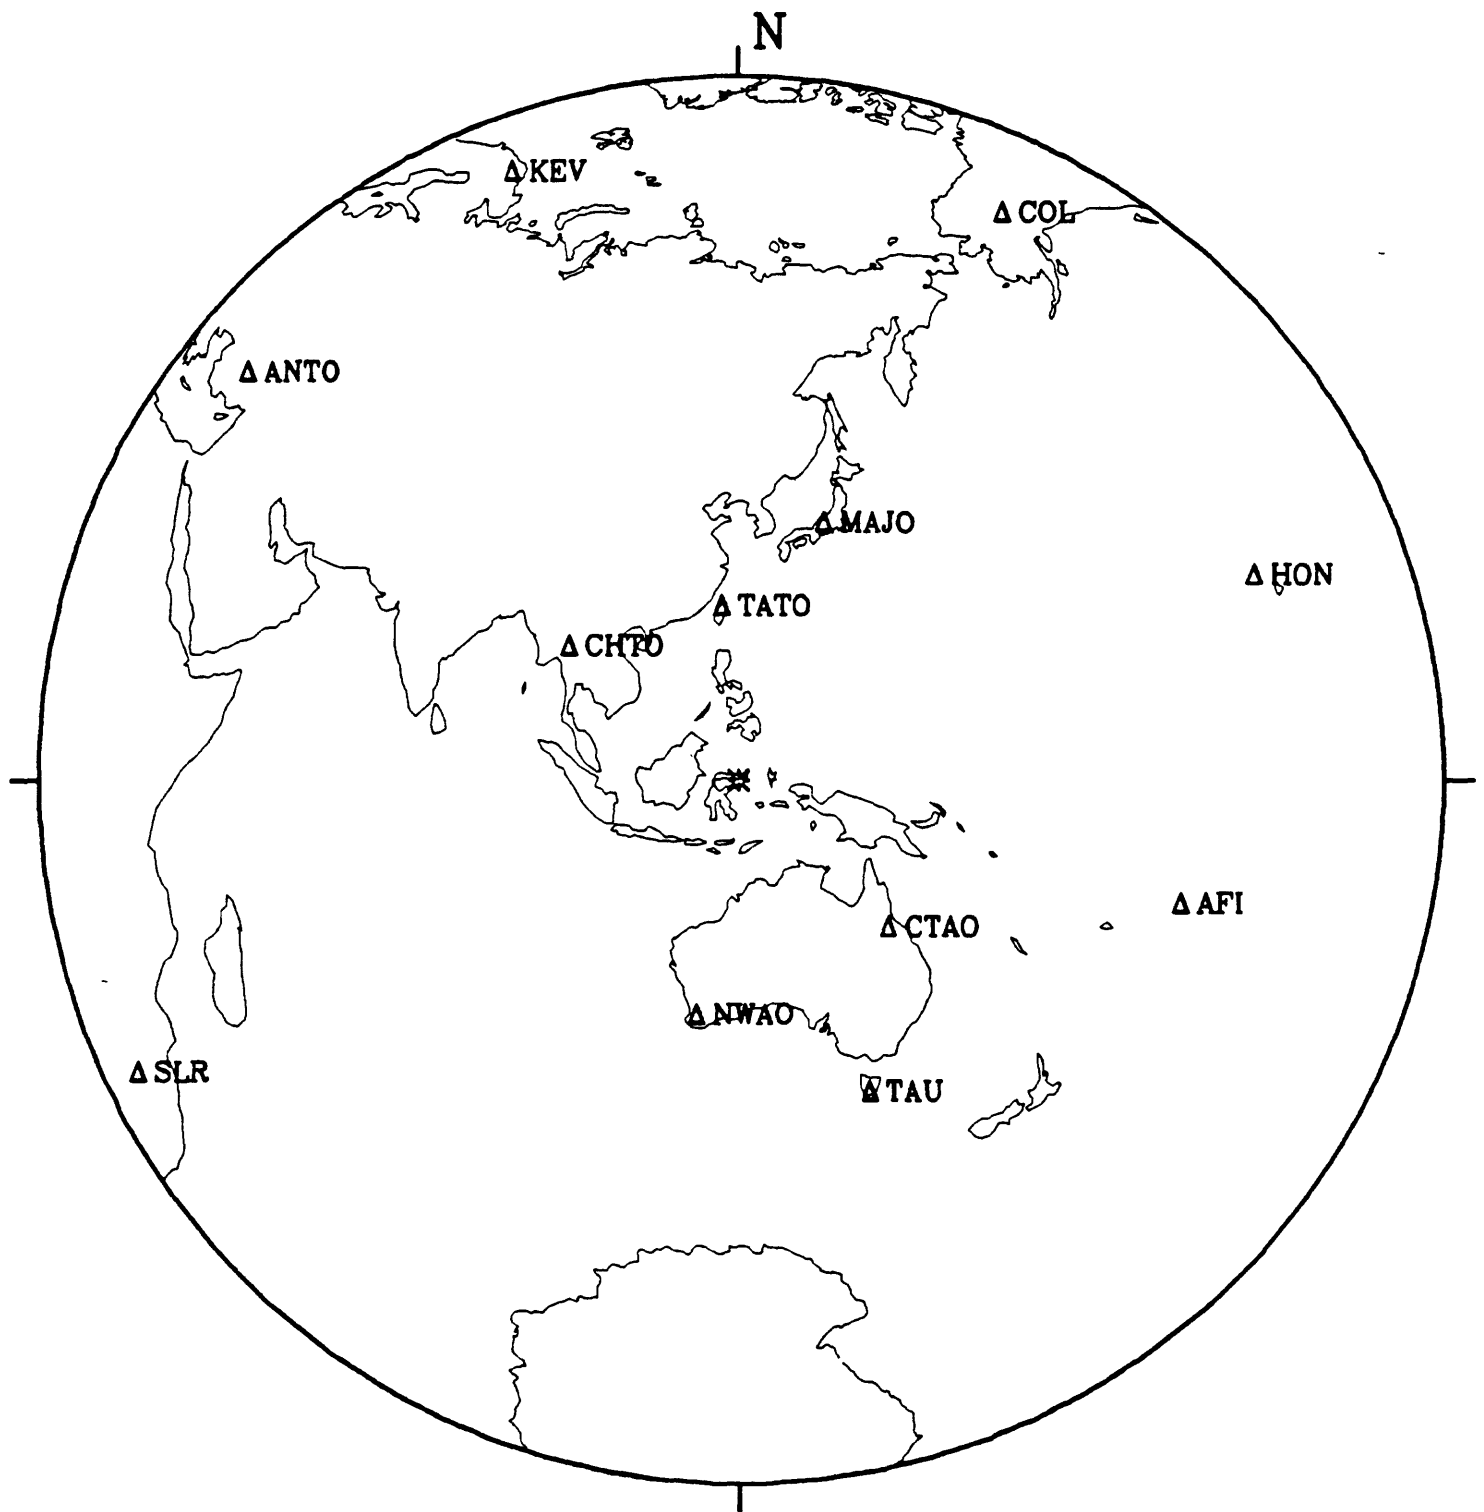 N
KEV
COL
ANTO
MAJO
HON
TATO
CHTO
AFI
CTAO
NWAO
SLR
TAU